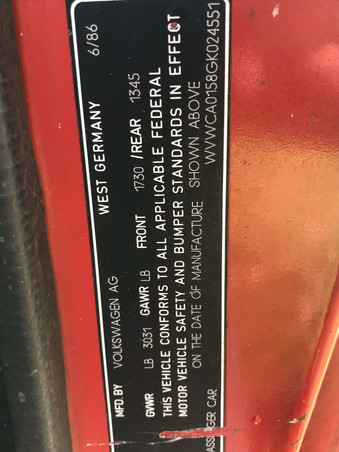 MFD.BY VOLKSWAGEN AG WEST GERMANY 6/86
GVWR LB 3031 GAWR LB FRONT 1730 /REAR 1345
THIS VEHICLE CONFORMS TO ALL APPLICABLE FEDERAL
MOTOR VEHICLE SAFETY AND BUMPER STANDARDS IN EFFECT
ON THE DATE OF MANUFACTURE SHOWN ABOVE
CAR WVWCA0158GK024551